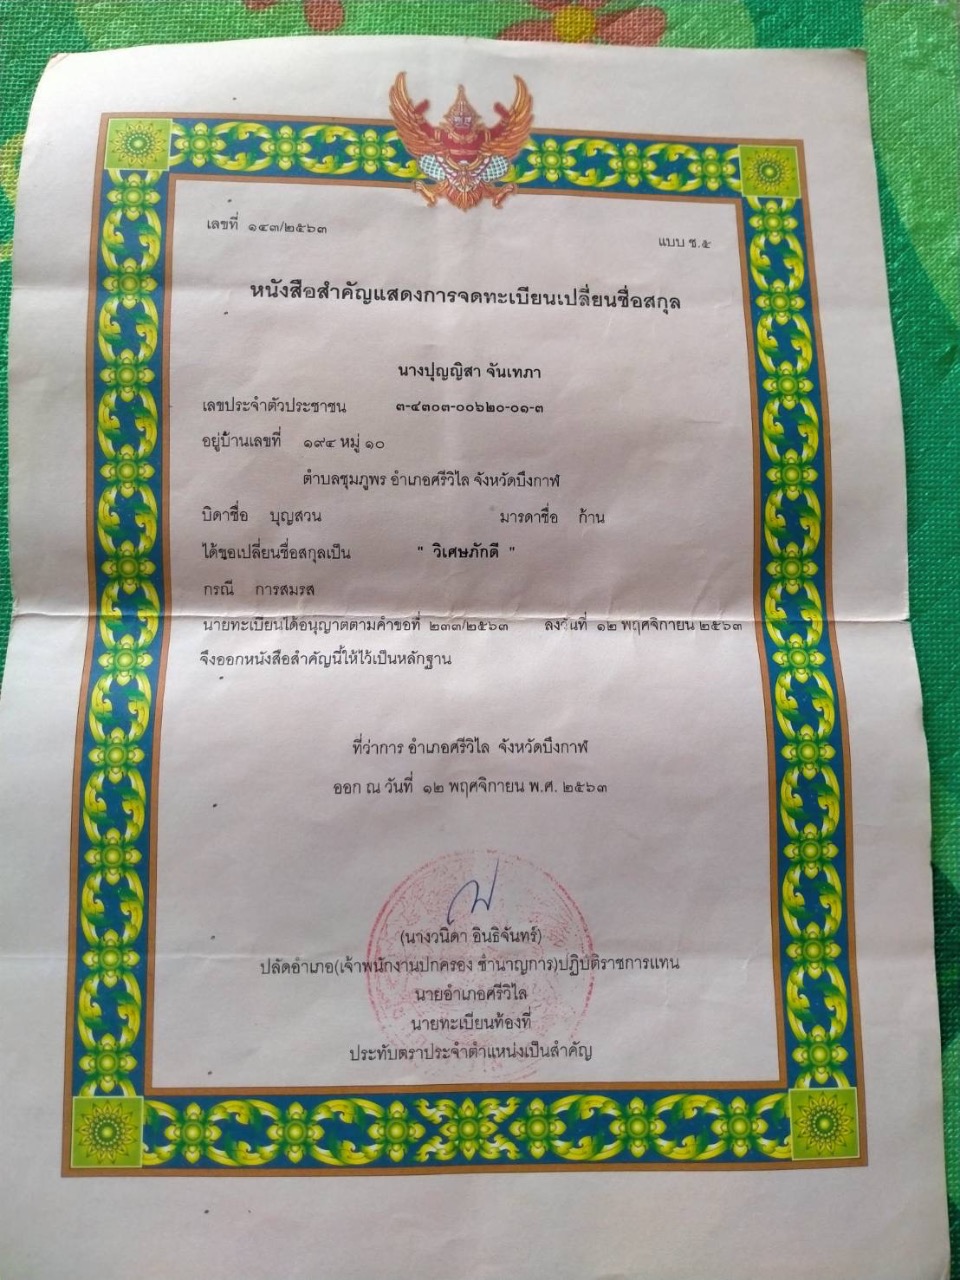 เลขที่ ๑๔๓/๒๕๖๓
แบบ ช.๕
หนังสือสำคัญแสดงการจดทะเบียนเปลี่ยนชื่อสกุล
นางปุญญิสา จันเทภา
เลขประจำตัวประชาชน ๓-๔๓๐๓-๐๐๖๒๐-๐๑-๓
อยู่บ้านเลขที่ ๑๙๔ หมู่ ๑๐
ตำบลชุมภูพร อำเภอศรีวิไล จังหวัดบึงกาฬ
บิดาชื่อ บุญสวน มารดาชื่อ ก้าน
ได้ขอเปลี่ยนชื่อสกุลเป็น " วิเศษภักดี "
กรณี การสมรส
นายทะเบียนได้อนุญาตตามคำขอที่ ๒๓๓/๒๕๖๓ ลงวันที่ ๑๒ พฤศจิกายน ๒๕๖๓
จึงออกหนังสือสำคัญนี้ให้ไว้เป็นหลักฐาน
ที่ว่าการ อำเภอศรีวิไล จังหวัดบึงกาฬ
ออก ณ วันที่ ๑๒ พฤศจิกายน พ.ศ. ๒๕๖๓
(นางวนิดา อินธิจันทร์)
ปลัดอำเภอ(เจ้าพนักงานปกครอง ชำนาญการ)ปฏิบัติราชการแทน
นายอำเภอศรีวิไล
นายทะเบียนท้องที่
ประทับตราประจำตำแหน่งเป็นสำคัญ